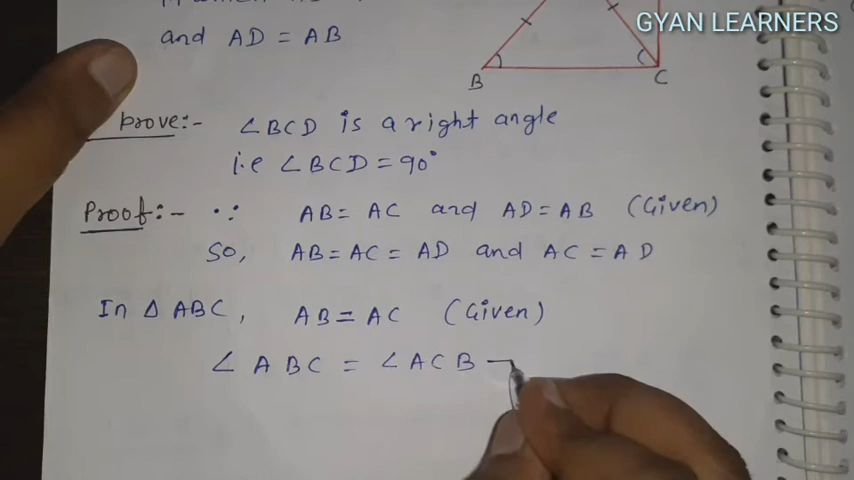 GYAN LEARNERS
and AD = AB
B
C
prove:-
∠BCD is a right angle
i.e ∠BCD = 90°
Proof:- ∵ AB = AC and AD = AB (Given)
So, AB = AC = AD and AC = AD
In Δ ABC, AB = AC (Given)
∠ ABC = ∠ ACB